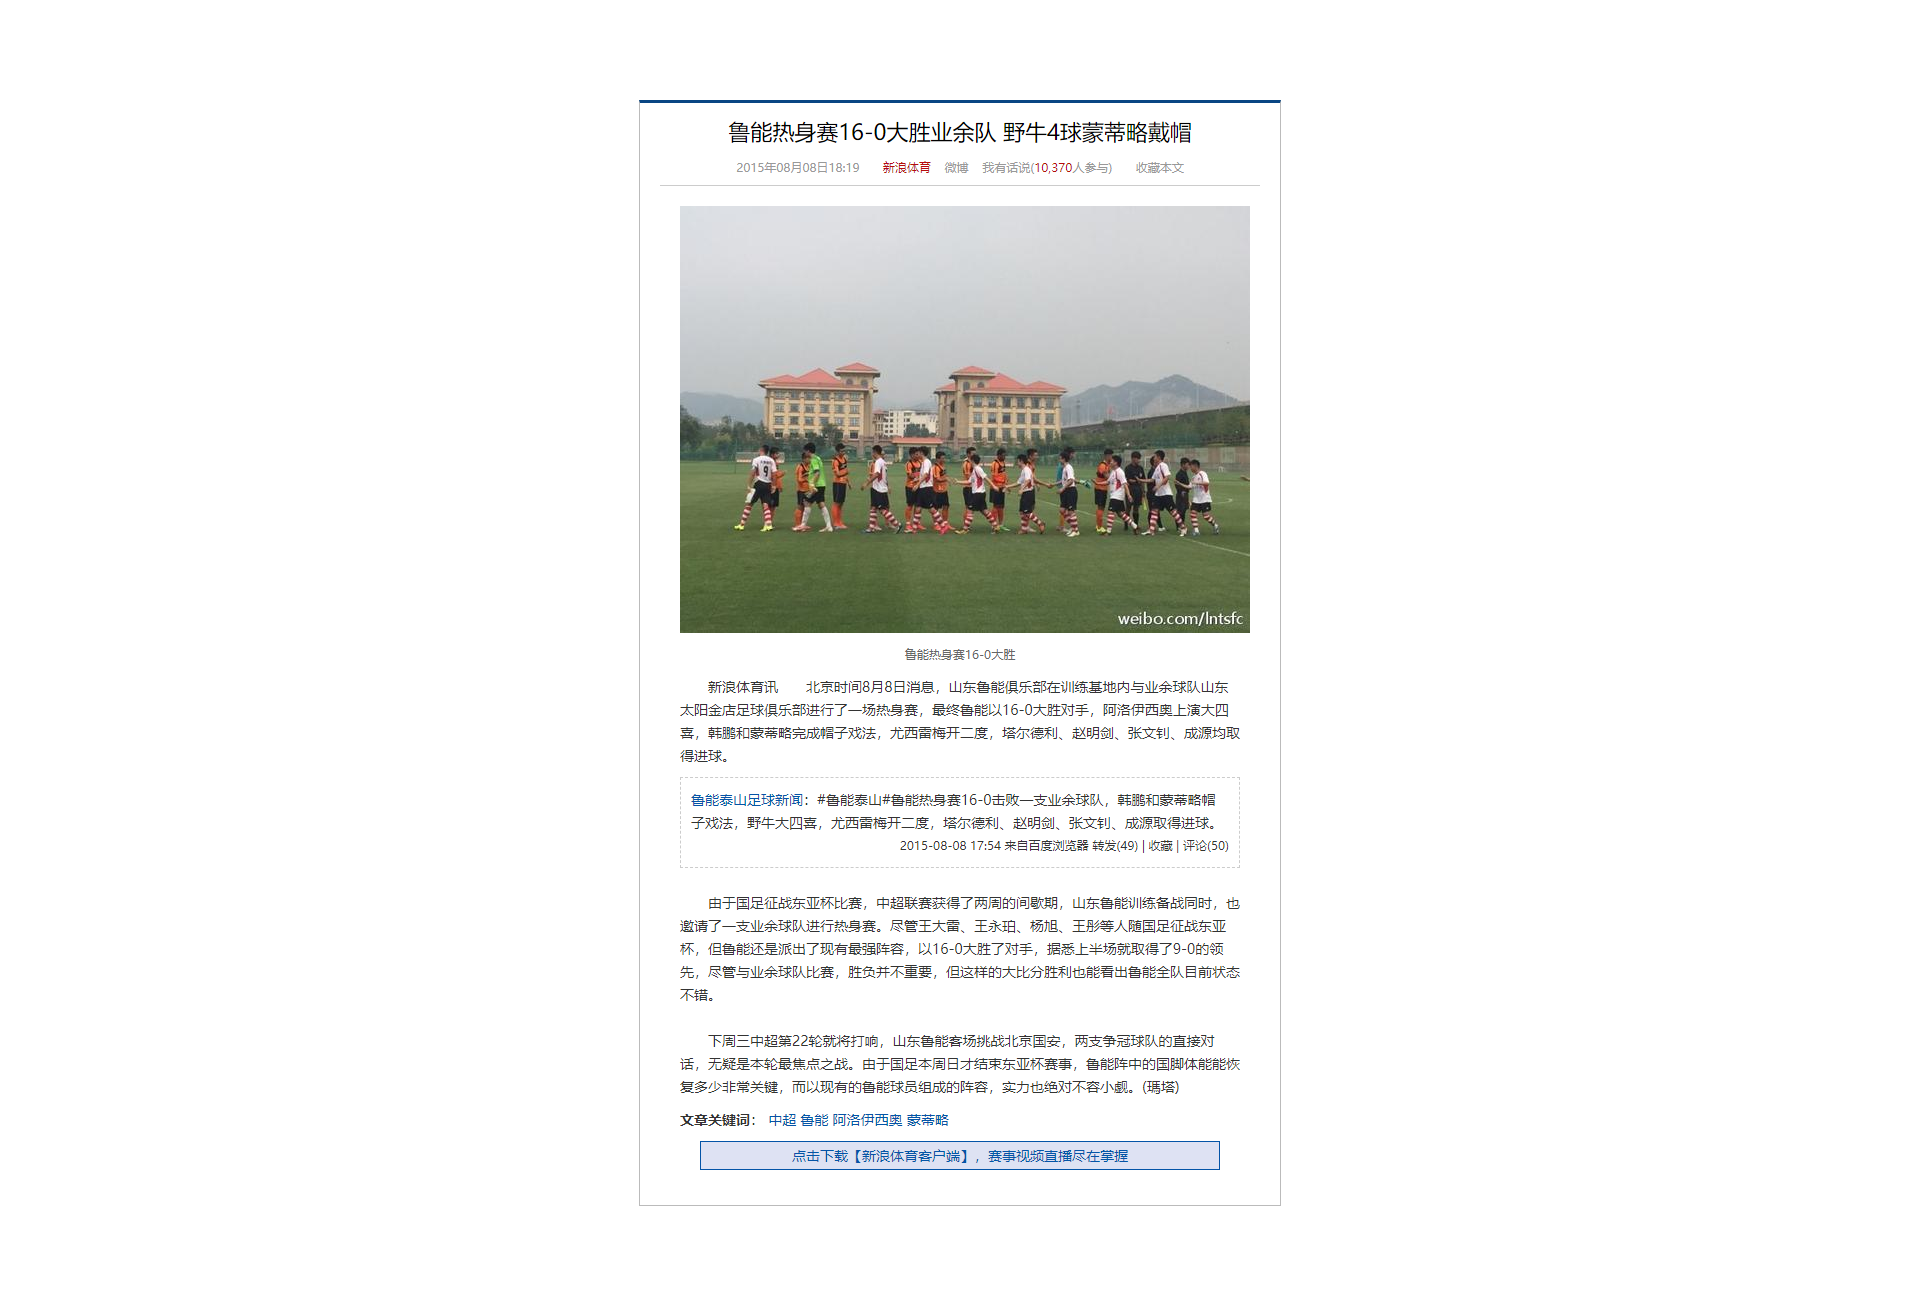 鲁能热身赛16-0大胜业余队 野牛4球蒙蒂略戴帽
2015年08月08日18:19 新浪体育 微博 我有话说(10,370人参与) 收藏本文
9
weibo.com/lntsfc
鲁能热身赛16-0大胜
新浪体育讯　　北京时间8月8日消息，山东鲁能俱乐部在训练基地内与业余球队山东
太阳金店足球俱乐部进行了一场热身赛，最终鲁能以16-0大胜对手，阿洛伊西奥上演大四
喜，韩鹏和蒙蒂略完成帽子戏法，尤西雷梅开二度，塔尔德利、赵明剑、张文钊、成源均取
得进球。
鲁能泰山足球新闻：#鲁能泰山#鲁能热身赛16-0击败一支业余球队，韩鹏和蒙蒂略帽
子戏法，野牛大四喜，尤西雷梅开二度，塔尔德利、赵明剑、张文钊、成源取得进球。
2015-08-08 17:54 来自百度浏览器 转发(49) | 收藏 | 评论(50)
由于国足征战东亚杯比赛，中超联赛获得了两周的间歇期，山东鲁能训练备战同时，也
邀请了一支业余球队进行热身赛。尽管王大雷、王永珀、杨旭、王彤等人随国足征战东亚
杯，但鲁能还是派出了现有最强阵容，以16-0大胜了对手，据悉上半场就取得了9-0的领
先，尽管与业余球队比赛，胜负并不重要，但这样的大比分胜利也能看出鲁能全队目前状态
不错。
下周三中超第22轮就将打响，山东鲁能客场挑战北京国安，两支争冠球队的直接对
话，无疑是本轮最焦点之战。由于国足本周日才结束东亚杯赛事，鲁能阵中的国脚体能能恢
复多少非常关键，而以现有的鲁能球员组成的阵容，实力也绝对不容小觑。(瑪塔)
文章关键词： 中超 鲁能 阿洛伊西奥 蒙蒂略
点击下载【新浪体育客户端】，赛事视频直播尽在掌握